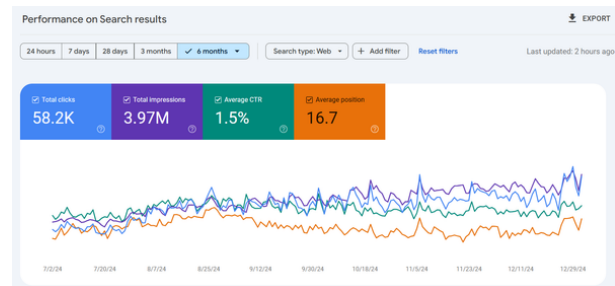 Performance on Search results
EXPORT
24 hours 7 days 28 days 3 months 6 months Search type: Web + Add filter Reset filters Last updated: 2 hours ago
Total clicks Total impressions Average CTR Average position
58.2K 3.97M 1.5% 16.7
7/2/24 7/20/24 8/7/24 8/25/24 9/12/24 9/30/24 10/18/24 11/5/24 11/23/24 12/11/24 12/29/24